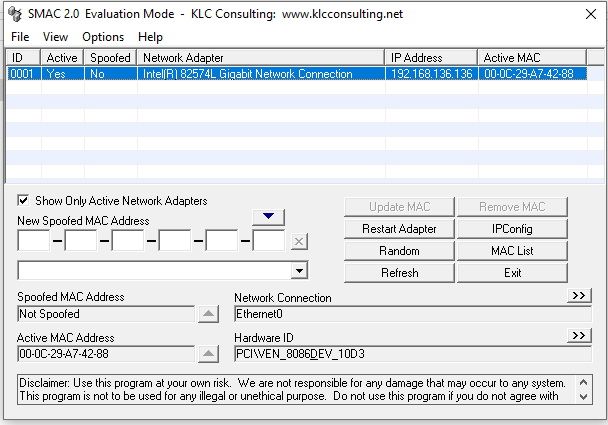 SMAC 2.0 Evaluation Mode - KLC Consulting: www.klcconsulting.net
File View Options Help
ID Active Spoofed Network Adapter IP Address Active MAC
0001 Yes No Intel(R) 82574L Gigabit Network Connection 192.168.136.136 00-0C-29-A7-42-88
Show Only Active Network Adapters
New Spoofed MAC Address
Update MAC Remove MAC
Restart Adapter IPConfig
Random MAC List
Refresh Exit
Spoofed MAC Address Network Connection >>
Not Spoofed Ethernet0
Active MAC Address Hardware ID >>
00-0C-29-A7-42-88 PCI\VEN_8086DEV_10D3
Disclaimer: Use this program at your own risk. We are not responsible for any damage that may occur to any system.
This program is not to be used for any illegal or unethical purpose. Do not use this program if you do not agree with